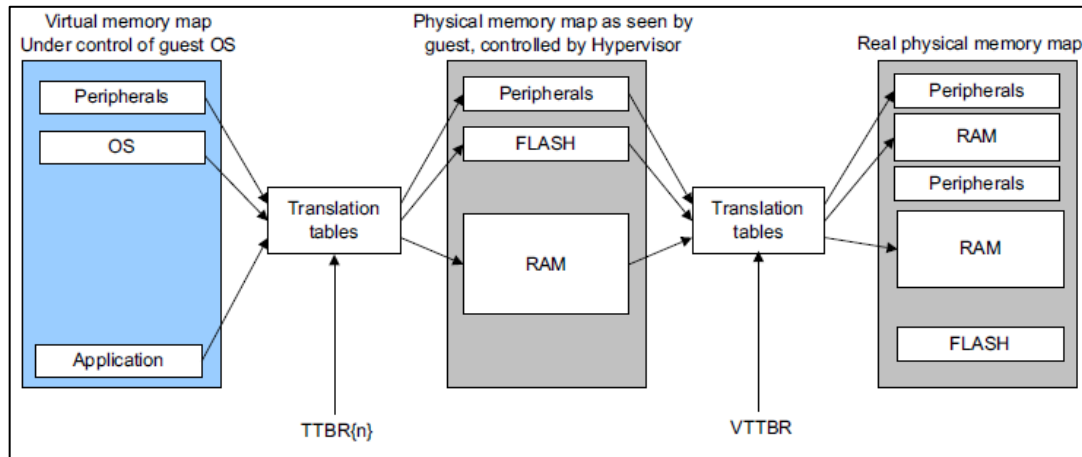 Virtual memory map
Under control of guest OS
Peripherals
OS
Application
Translation
tables
TTBR{n}
Physical memory map as seen by
guest, controlled by Hypervisor
Peripherals
FLASH
RAM
Translation
tables
VTTBR
Real physical memory map
Peripherals
RAM
Peripherals
RAM
FLASH